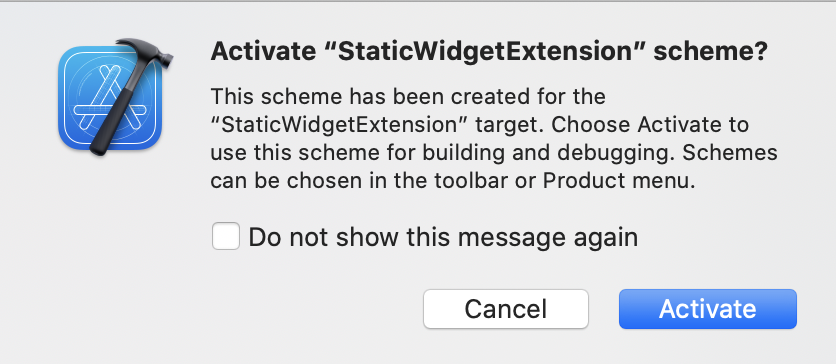 Activate “StaticWidgetExtension” scheme?
This scheme has been created for the
“StaticWidgetExtension” target. Choose Activate to
use this scheme for building and debugging. Schemes
can be chosen in the toolbar or Product menu.
Do not show this message again
Cancel
Activate